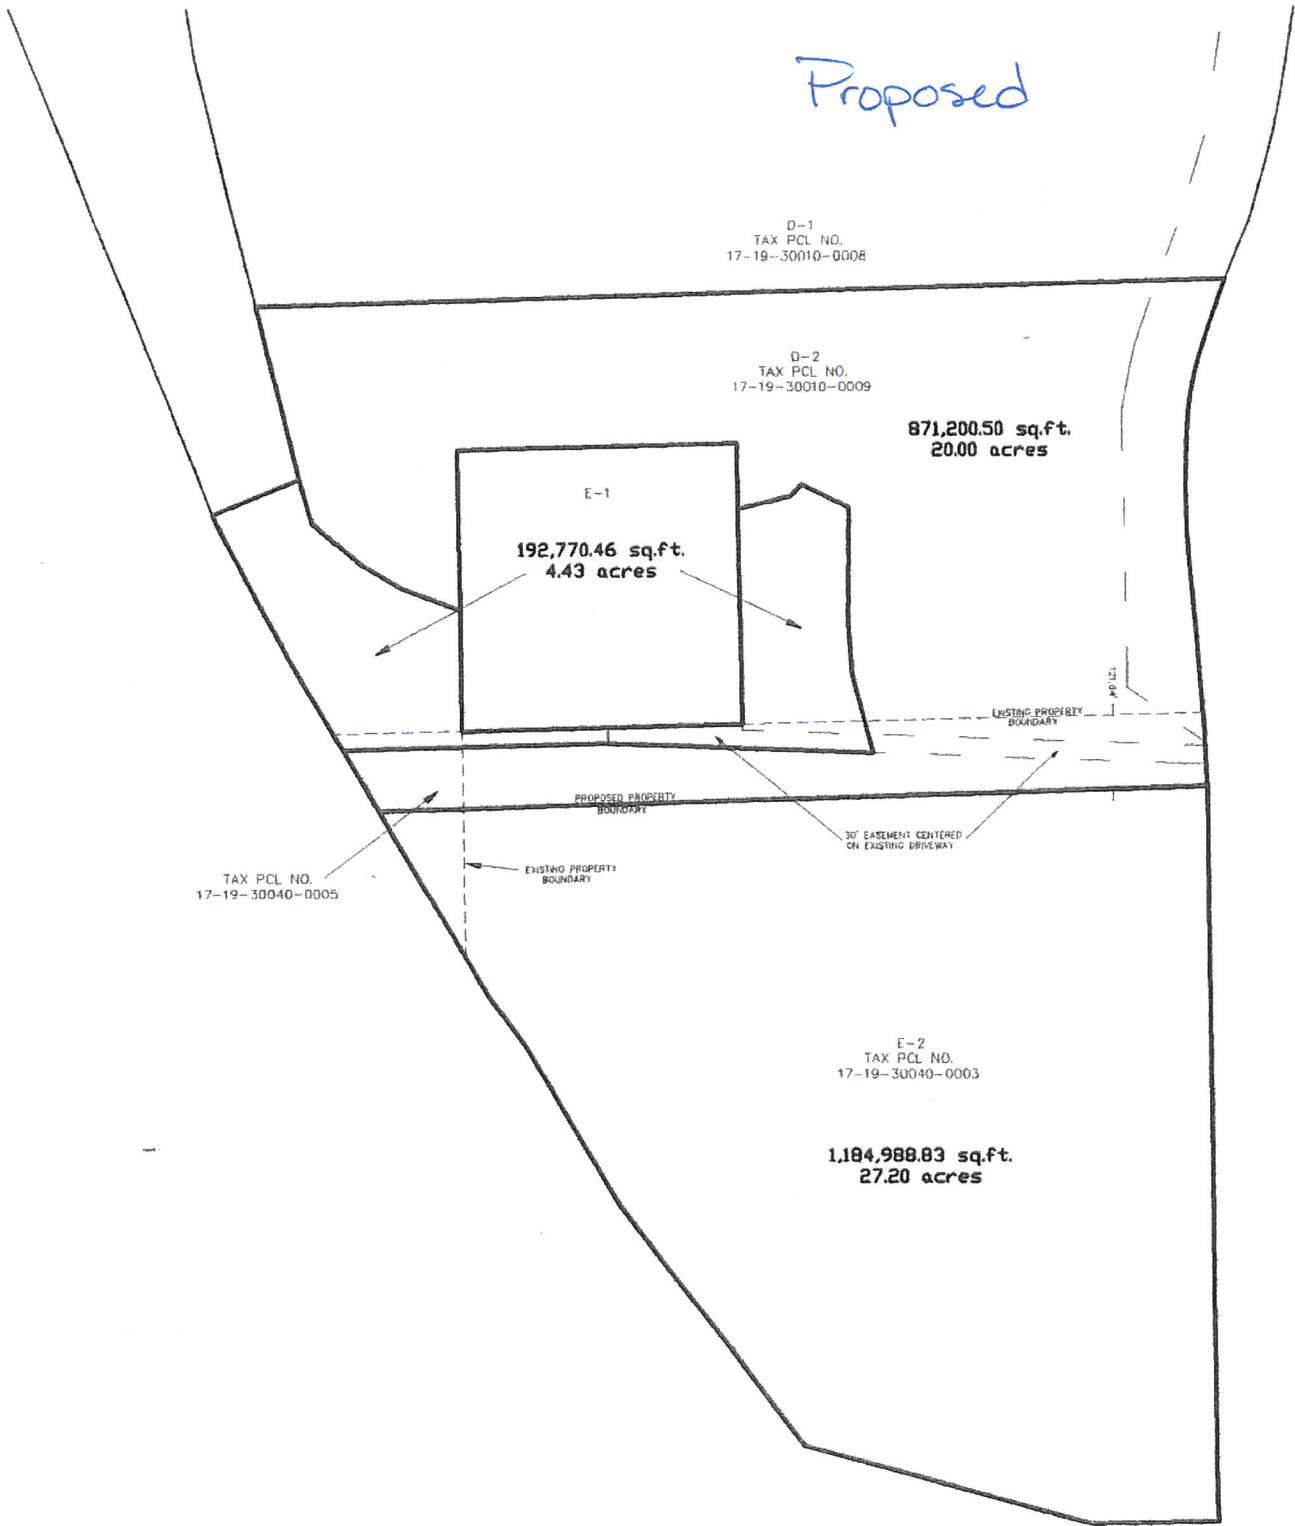 Proposed
D-1
TAX PCL NO.
17-19-30010-0008
D-2
TAX PCL NO.
17-19-30010-0009
871,200.50 sq.ft.
20.00 acres
E-1
192,770.46 sq.ft.
4.43 acres
121.64'
EXISTING PROPERTY
BOUNDARY
PROPOSED PROPERTY
BOUNDARY
30' EASEMENT CENTERED
ON EXISTING DRIVEWAY
EXISTING PROPERTY
BOUNDARY
TAX PCL NO.
17-19-30040-0005
E-2
TAX PCL NO.
17-19-30040-0003
1,184,988.83 sq.ft.
27.20 acres